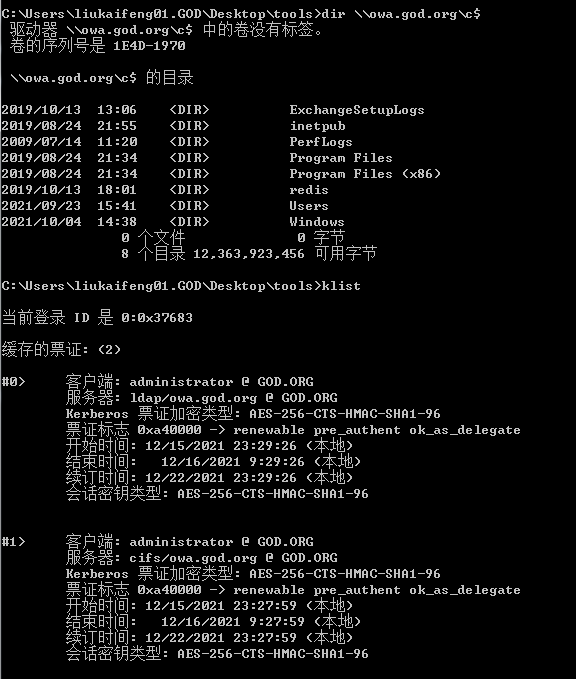 C:\Users\liukaifeng01.GOD\Desktop\tools>dir \\owa.god.org\c$
驱动器 \\owa.god.org\c$ 中的卷没有标签。
卷的序列号是 1E4D-1970
\\owa.god.org\c$ 的目录
2019/10/13  13:06    <DIR>          ExchangeSetupLogs
2019/08/24  21:55    <DIR>          inetpub
2009/07/14  11:20    <DIR>          PerfLogs
2019/08/24  21:34    <DIR>          Program Files
2019/08/24  21:34    <DIR>          Program Files (x86)
2019/10/13  18:01    <DIR>          redis
2021/09/23  15:41    <DIR>          Users
2021/10/04  14:38    <DIR>          Windows
0 个文件              0 字节
8 个目录 12,363,923,456 可用字节
C:\Users\liukaifeng01.GOD\Desktop\tools>klist
当前登录 ID 是 0:0x37683
缓存的票证: (2)
#0>     客户端: administrator @ GOD.ORG
服务器: ldap/owa.god.org @ GOD.ORG
Kerberos 票证加密类型: AES-256-CTS-HMAC-SHA1-96
票证标志 0xa40000 -> renewable pre_authent ok_as_delegate
开始时间: 12/15/2021 23:29:26 (本地)
结束时间:   12/16/2021 9:29:26 (本地)
续订时间: 12/22/2021 23:29:26 (本地)
会话密钥类型: AES-256-CTS-HMAC-SHA1-96
#1>     客户端: administrator @ GOD.ORG
服务器: cifs/owa.god.org @ GOD.ORG
Kerberos 票证加密类型: AES-256-CTS-HMAC-SHA1-96
票证标志 0xa40000 -> renewable pre_authent ok_as_delegate
开始时间: 12/15/2021 23:27:59 (本地)
结束时间:   12/16/2021 9:27:59 (本地)
续订时间: 12/22/2021 23:27:59 (本地)
会话密钥类型: AES-256-CTS-HMAC-SHA1-96